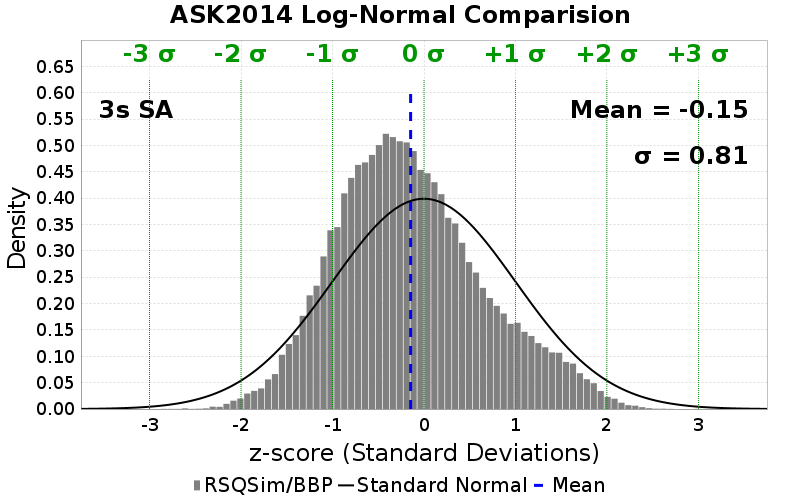 ASK2014 Log-Normal Comparision
-3 σ -2 σ -1 σ 0 σ +1 σ +2 σ +3 σ
3s SA
Mean = -0.15
σ = 0.81
Density
0.65
0.60
0.55
0.50
0.45
0.40
0.35
0.30
0.25
0.20
0.15
0.10
0.05
0.00
-3 -2 -1 0 1 2 3
z-score (Standard Deviations)
RSQSim/BBP Standard Normal Mean